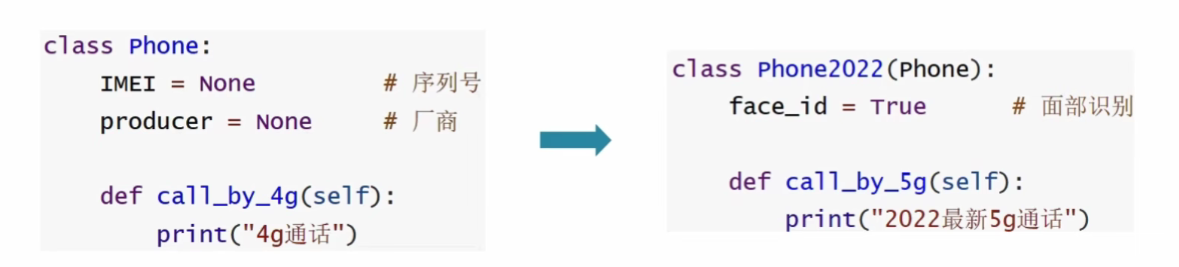 class Phone:
    IMEI = None          # 序列号
    producer = None      # 厂商
    def call_by_4g(self):
        print("4g通话")
class Phone2022(Phone):
    face_id = True       # 面部识别
    def call_by_5g(self):
        print("2022最新5g通话")